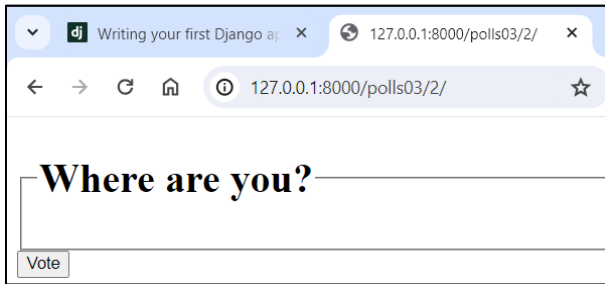 Writing your first Django ap
127.0.0.1:8000/polls03/2/
127.0.0.1:8000/polls03/2/
Where are you?
Vote